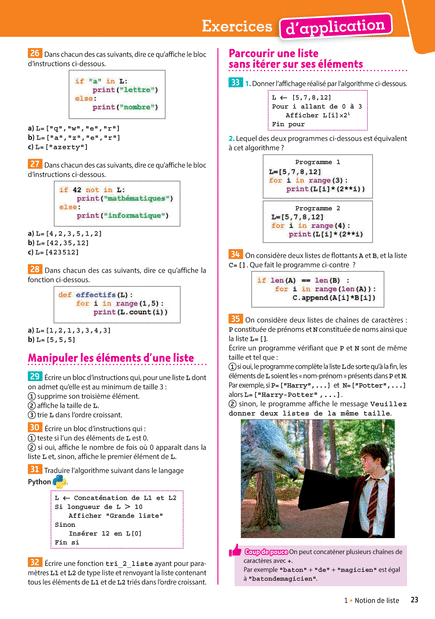 Exercices d'application
26 Dans chacun des cas suivants, dire ce qu'affiche le bloc
d'instructions ci-dessous.
if "a" in L:
print("lettre")
else:
print("nombre")
a) L=["q","w","e","r"]
b) L=["a","z","e","r"]
c) L=["azerty"]
27 Dans chacun des cas suivants, dire ce qu'affiche le bloc
d'instructions ci-dessous.
if 42 not in L:
print("mathématiques")
else:
print("informatique")
a) L=[4,2,3,5,1,2]
b) L=[42,35,12]
c) L=[423512]
28 Dans chacun des cas suivants, dire ce qu'affiche la
fonction ci-dessous.
def effectifs(L):
for i in range(1,5):
print(L.count(i))
a) L=[1,2,1,3,3,4,3]
b) L=[5,5,5]
Manipuler les éléments d'une liste
29 Écrire un bloc d'instructions qui, pour une liste L dont
on admet qu'elle est au minimum de taille 3 :
1 supprime son troisième élément.
2 affiche la taille de L.
3 trie L dans l'ordre croissant.
30 Écrire un bloc d'instructions qui :
1 teste si l'un des éléments de L est 0.
2 si oui, affiche le nombre de fois où 0 apparaît dans la
liste L et, sinon, affiche le premier élément de L.
31 Traduire l'algorithme suivant dans le langage
Python
L ← Concaténation de L1 et L2
Si longueur de L > 10
Afficher "Grande liste"
Sinon
Insérer 12 en L[0]
Fin si
32 Écrire une fonction tri_2_liste ayant pour para-
mètres L1 et L2 de type liste et renvoyant la liste contenant
tous les éléments de L1 et de L2 triés dans l'ordre croissant.
Parcourir une liste
sans itérer sur ses éléments
33 1. Donner l'affichage réalisé par l'algorithme ci-dessous.
L ← [5,7,8,12]
Pour i allant de 0 à 3
Afficher L[i]×2ⁱ
Fin pour
2. Lequel des deux programmes ci-dessous est équivalent
à cet algorithme ?
Programme 1
L=[5,7,8,12]
for i in range(3):
print(L[i]*(2**i))
Programme 2
L=[5,7,8,12]
for i in range(4):
print(L[i]*(2**i)
34 On considère deux listes de flottants A et B, et la liste
C=[]. Que fait le programme ci-contre ?
if len(A) == len(B) :
for i in range(len(A)):
C.append(A[i]*B[i])
35 On considère deux listes de chaînes de caractères :
P constituée de prénoms et N constituée de noms ainsi que
la liste L=[].
Écrire un programme vérifiant que P et N sont de même
taille et tel que :
1 si oui, le programme complète la liste L de sorte qu'à la fin, les
éléments de L soient les « nom-prénom » présents dans P et N.
Par exemple, si P=["Harry",...] et N=["Potter",...]
alors L=["Harry-Potter" ,...].
2 sinon, le programme affiche le message Veuillez
donner deux listes de la même taille.
Coup de pouce On peut concaténer plusieurs chaînes de
caractères avec +.
Par exemple "baton" + "de" + "magicien" est égal
à "batondemagicien".
1 • Notion de liste 23